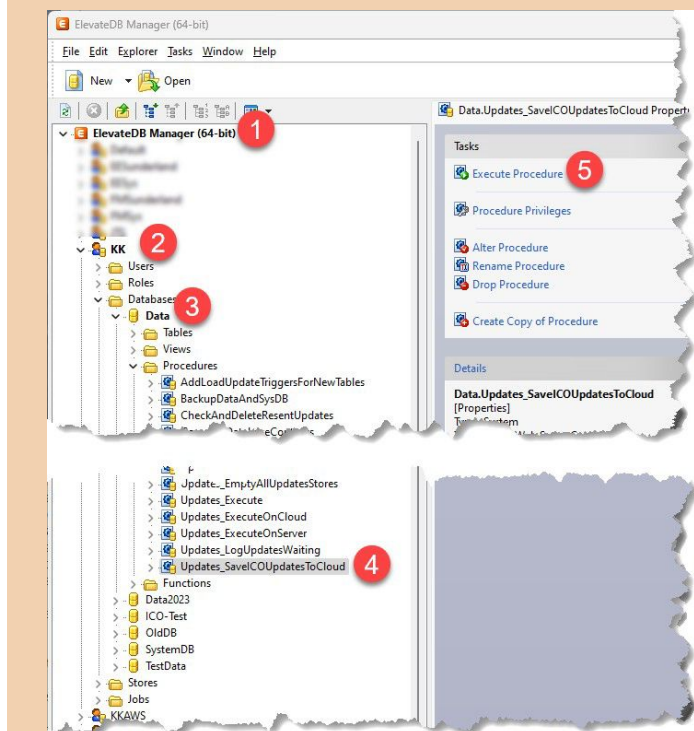 ElevateDB Manager (64-bit)
File Edit Explorer Tasks Window Help
New Open
ElevateDB Manager (64-bit)
1
KK
2
Users
Roles
Databases
3
Data
Tables
Views
Procedures
AddLoadUpdateTriggersForNewTables
BackupDataAndSysDB
CheckAndDeleteResentUpdates
Updates_EmptyAllUpdatesStores
Updates_Execute
Updates_ExecuteOnCloud
Updates_ExecuteOnServer
Updates_LogUpdatesWaiting
Updates_SaveICOUpdatesToCloud
4
Functions
Data2023
ICO-Test
OldDB
SystemDB
TestData
Stores
Jobs
KKAWS
Data.Updates_SaveICOUpdatesToCloud Properti
Tasks
Execute Procedure
5
Procedure Privileges
Alter Procedure
Rename Procedure
Drop Procedure
Create Copy of Procedure
Details
Data.Updates_SaveICOUpdatesToCloud
[Properties]